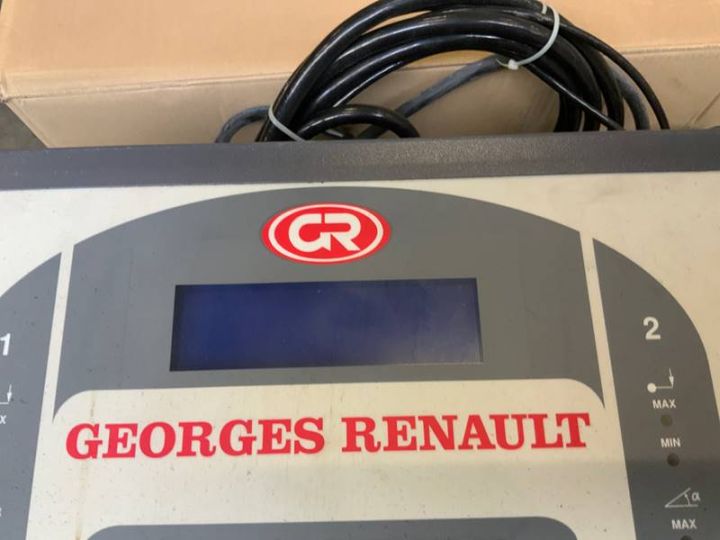 GR
1
2
MAX
MIN
GEORGES RENAULT
α
MAX